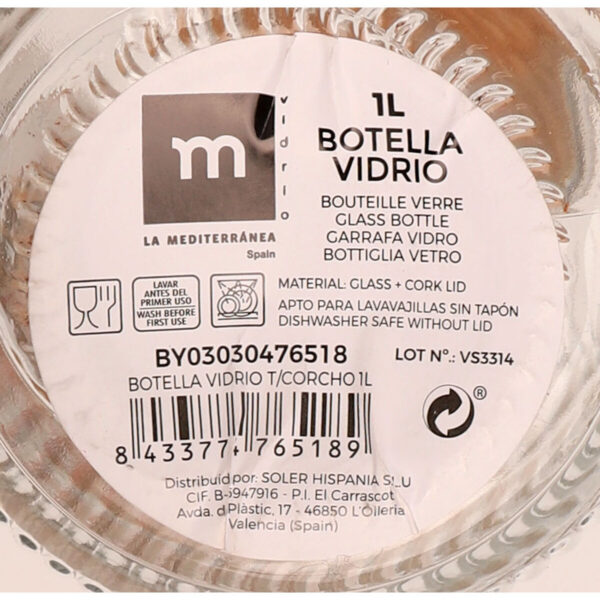 m
vidrio
LA MEDITERRÁNEA
Spain
1L
BOTELLA
VIDRIO
BOUTEILLE VERRE
GLASS BOTTLE
GARRAFA VIDRO
BOTTIGLIA VETRO
LAVAR
ANTES DEL
PRIMER USO
WASH BEFORE
FIRST USE
MATERIAL: GLASS + CORK LID
APTO PARA LAVAVAJILLAS SIN TAPÓN
DISHWASHER SAFE WITHOUT LID
BY03030476518
LOT Nº.: VS3314
BOTELLA VIDRIO T/CORCHO 1L
8 433774 765189
®
Distribuid por: SOLER HISPANIA
CIF. - P.I. El Carrascot
Avda. d Plàstic, 17 - 46850 L'Olleria
Valencia (Spain)